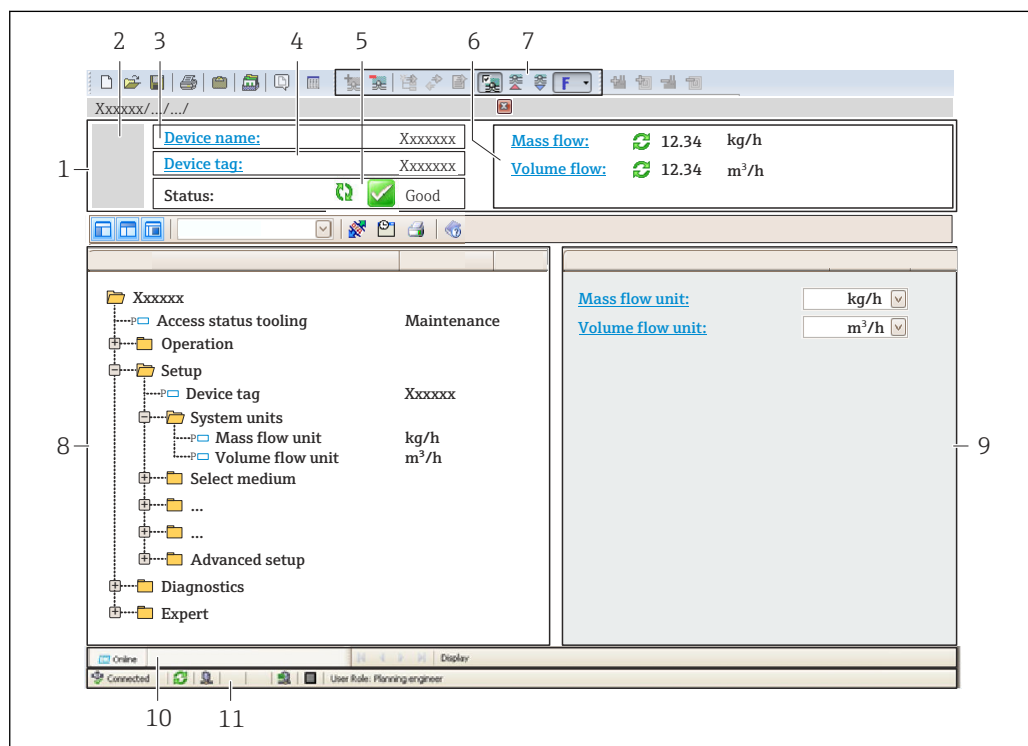 2 3 4 5 6 7
F
Xxxxxx/.../.../
1
Device name: Xxxxxxx
Device tag: Xxxxxxx
Status: Good
Mass flow: 12.34 kg/h
Volume flow: 12.34 m³/h
Xxxxxx
P Access status tooling Maintenance
Operation
Setup
P Device tag Xxxxxx
System units
P Mass flow unit kg/h
P Volume flow unit m³/h
Select medium
...
...
Advanced setup
Diagnostics
Expert
8
Mass flow unit: kg/h
Volume flow unit: m³/h
9
Online Display
Connected User Role: Planning engineer
10 11